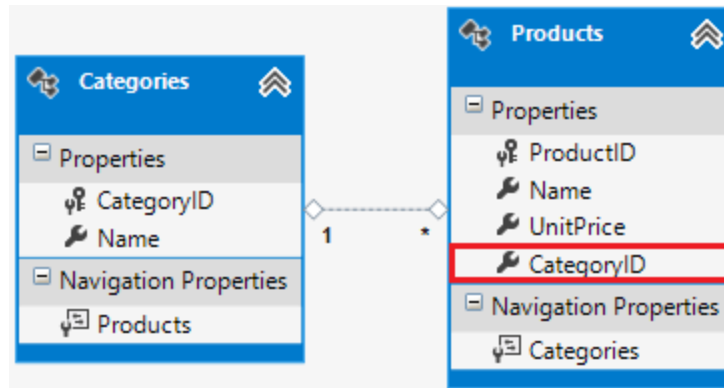 Categories
Properties
CategoryID
Name
Navigation Properties
Products
1
*
Products
Properties
ProductID
Name
UnitPrice
CategoryID
Navigation Properties
Categories